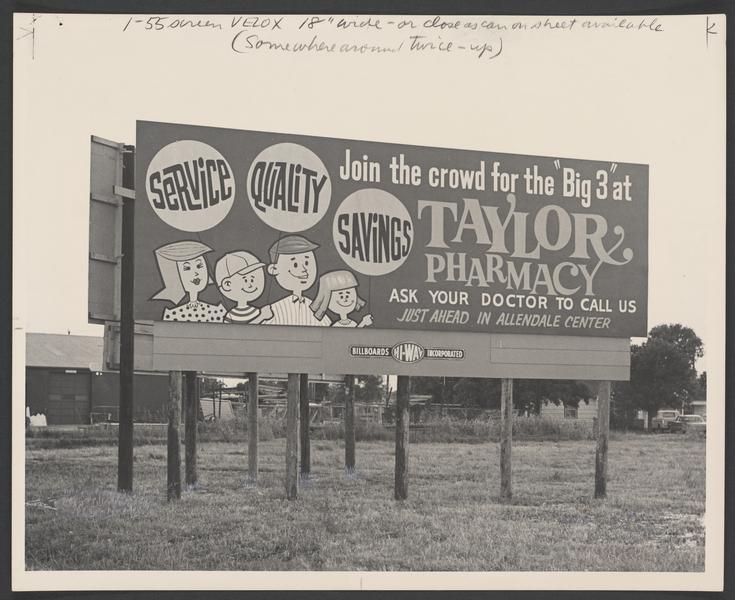 1-55 screen VELOX 18" wide - or close as can on sheet available
(Somewhere around twice-up)
SERVICE
QUALITY
SAVINGS
Join the crowd for the "Big 3" at
TAYLOR
PHARMACY
ASK YOUR DOCTOR TO CALL US
JUST AHEAD IN ALLENDALE CENTER
BILLBOARDS HI-WAY INCORPORATED